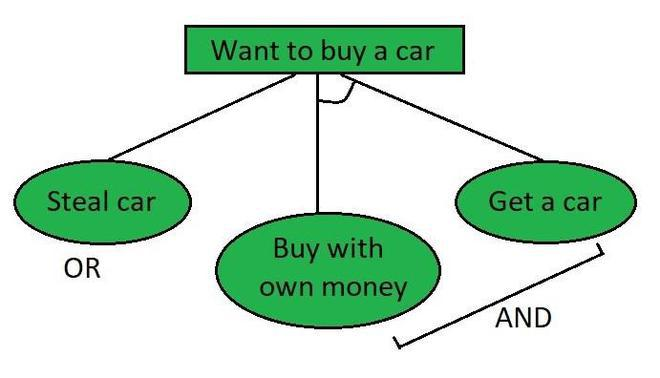 Want to buy a car
Steal car
Get a car
Buy with
own money
OR
AND